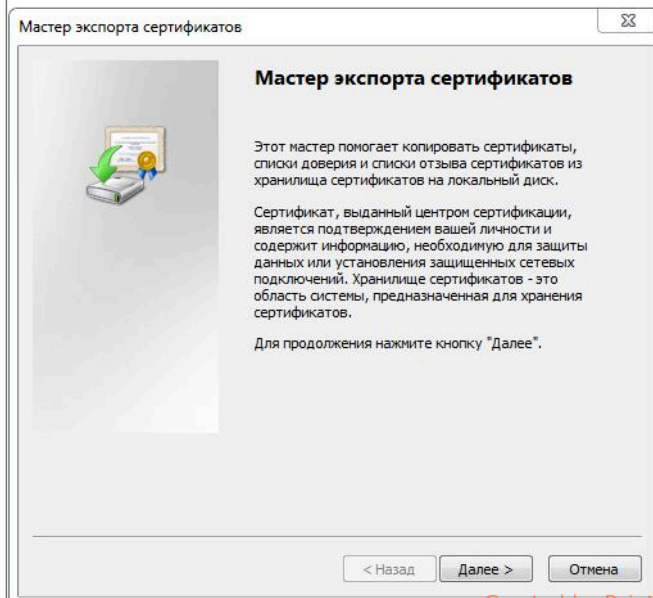 Мастер экспорта сертификатов
Мастер экспорта сертификатов
Этот мастер помогает копировать сертификаты,
списки доверия и списки отзыва сертификатов из
хранилища сертификатов на локальный диск.
Сертификат, выданный центром сертификации,
является подтверждением вашей личности и
содержит информацию, необходимую для защиты
данных или установления защищенных сетевых
подключений. Хранилище сертификатов - это
область системы, предназначенная для хранения
сертификатов.
Для продолжения нажмите кнопку "Далее".
< Назад Далее > Отмена